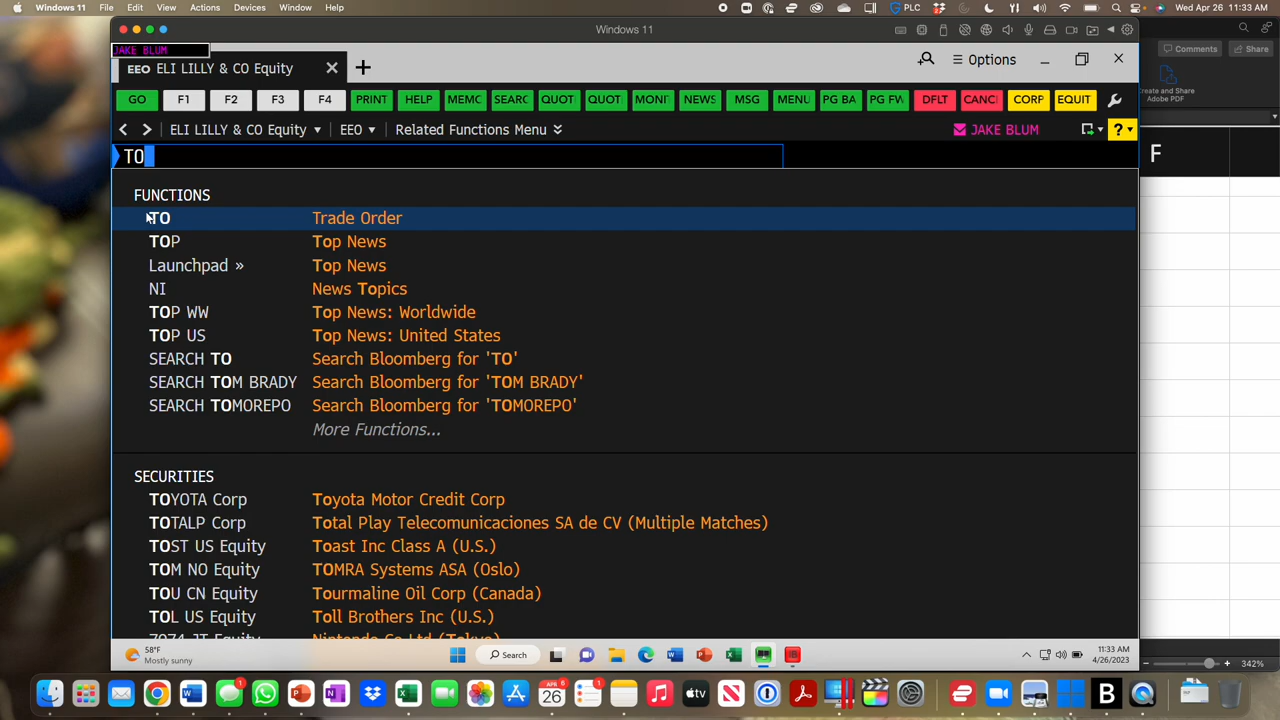 Windows 11 File Edit View Actions Devices Window Help PLC Wed Apr 26 11:33 AM
Windows 11
JAKE BLUM
EEO ELI LILLY & CO Equity Options
Comments Share
GO F1 F2 F3 F4 PRINT HELP MEMC SEARC QUOT QUOT MONI NEWS MSG MENU PG BA PG FW DFLT CANC CORP EQUIT
Create and Share
Adobe PDF
ELI LILLY & CO Equity EEO Related Functions Menu JAKE BLUM ?
TO
F
FUNCTIONS
TO Trade Order
TOP Top News
Launchpad » Top News
NI News Topics
TOP WW Top News: Worldwide
TOP US Top News: United States
SEARCH TO Search Bloomberg for 'TO'
SEARCH TOM BRADY Search Bloomberg for 'TOM BRADY'
SEARCH TOMOREPO Search Bloomberg for 'TOMOREPO'
More Functions...
SECURITIES
TOYOTA Corp Toyota Motor Credit Corp
TOTALP Corp Total Play Telecomunicaciones SA de CV (Multiple Matches)
TOST US Equity Toast Inc Class A (U.S.)
TOM NO Equity TOMRA Systems ASA (Oslo)
TOU CN Equity Tourmaline Oil Corp (Canada)
TOL US Equity Toll Brothers Inc (U.S.)
7974 JT Equity Nintendo Co Ltd (Tokyo)
58°F
Mostly sunny
Search
11:33 AM
4/26/2023
342%